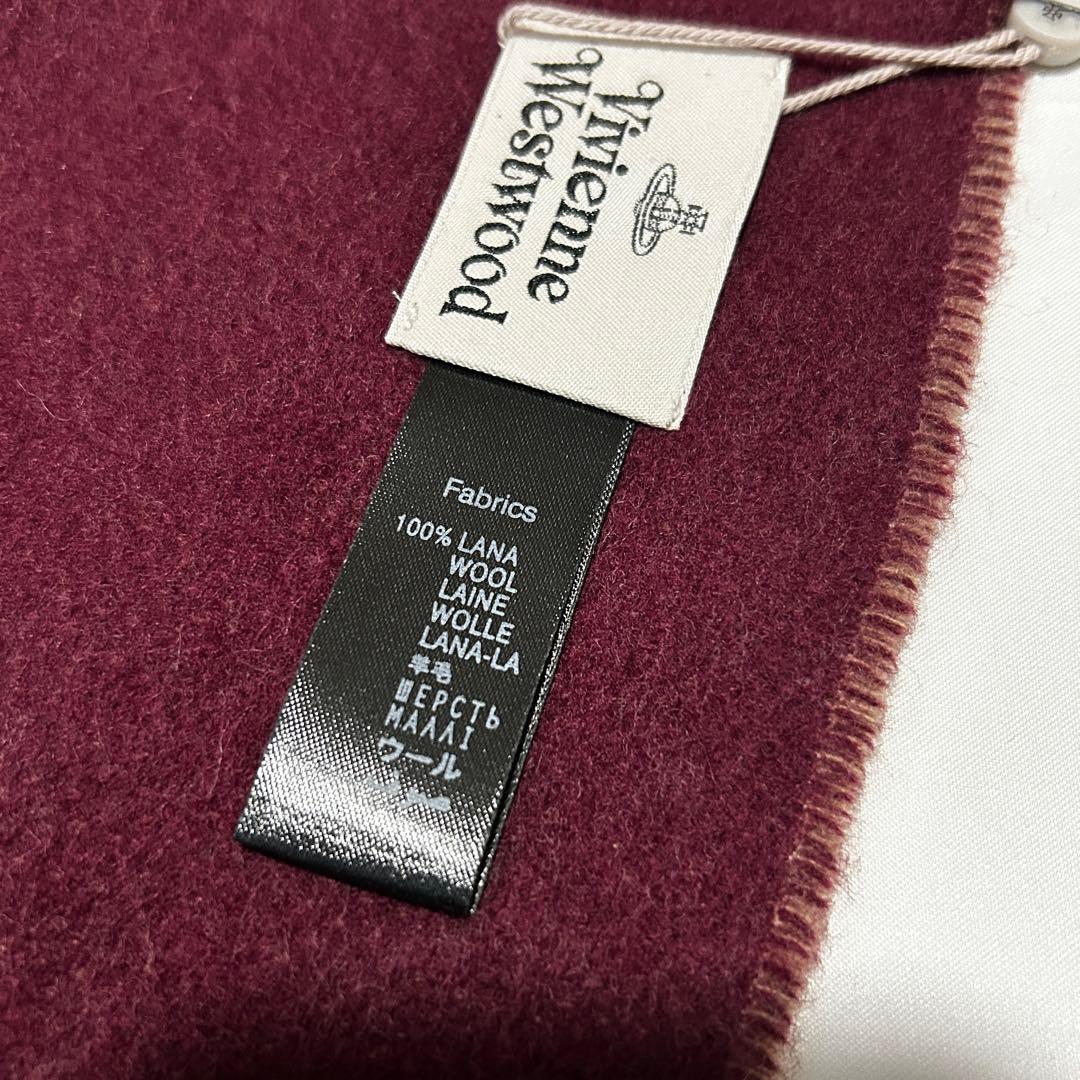 Vivienne
Westwood
Fabrics
100% LANA
WOOL
LAINE
WOLLE
LANA-LA
羊毛
ШЕРСТЬ
ΜΑΛΛΙ
ウール